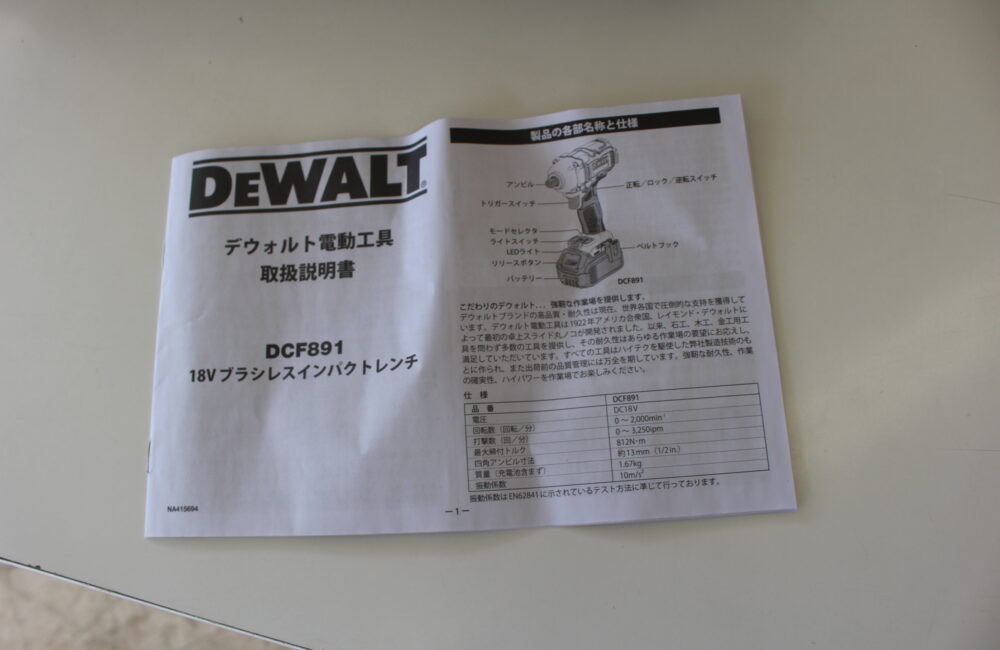 DEWALT®
デウォルト電動工具
取扱説明書
DCF891
18V ブラシレスインパクトレンチ
NA415694
製品の各部名称と仕様
アンビル
正転/ロック/逆転スイッチ
トリガースイッチ
モードセレクタ
ライトスイッチ
LEDライト
ベルトフック
リリースボタン
バッテリー
DCF891
こだわりのデウォルト... 強靭な作業場を提供します。
デウォルトブランドの高品質・耐久性は現在、世界各国で圧倒的な支持を獲得して
います。デウォルト電動工具は1922年アメリカ合衆国、レイモンド・デウォルトに
よって最初の卓上スライド丸ノコが開発されました。以来、石工、木工、金工用工
具を問わず多数の工具を提供し、その耐久性はあらゆる作業場の要望にお応えし、
満足していただいています。すべての工具はハイテクを駆使した弊社製造技術のも
とに作られ、また出荷前の品質管理には万全を期しています。強靭な耐久性、作業
の確実性、ハイパワーを作業場でお楽しみください。
仕 様
品 番 DCF891
電圧 DC18V
回転数(回転/分) 0～2,000min⁻¹
打撃数(回/分) 0～3,250ipm
最大締付トルク 812N·m
四角アンビル寸法 約13mm(1/2in.)
質量(充電池含まず) 1.67kg
振動係数 10m/s²
振動係数はEN62841に示されているテスト方法に準じて行っております。
―1―